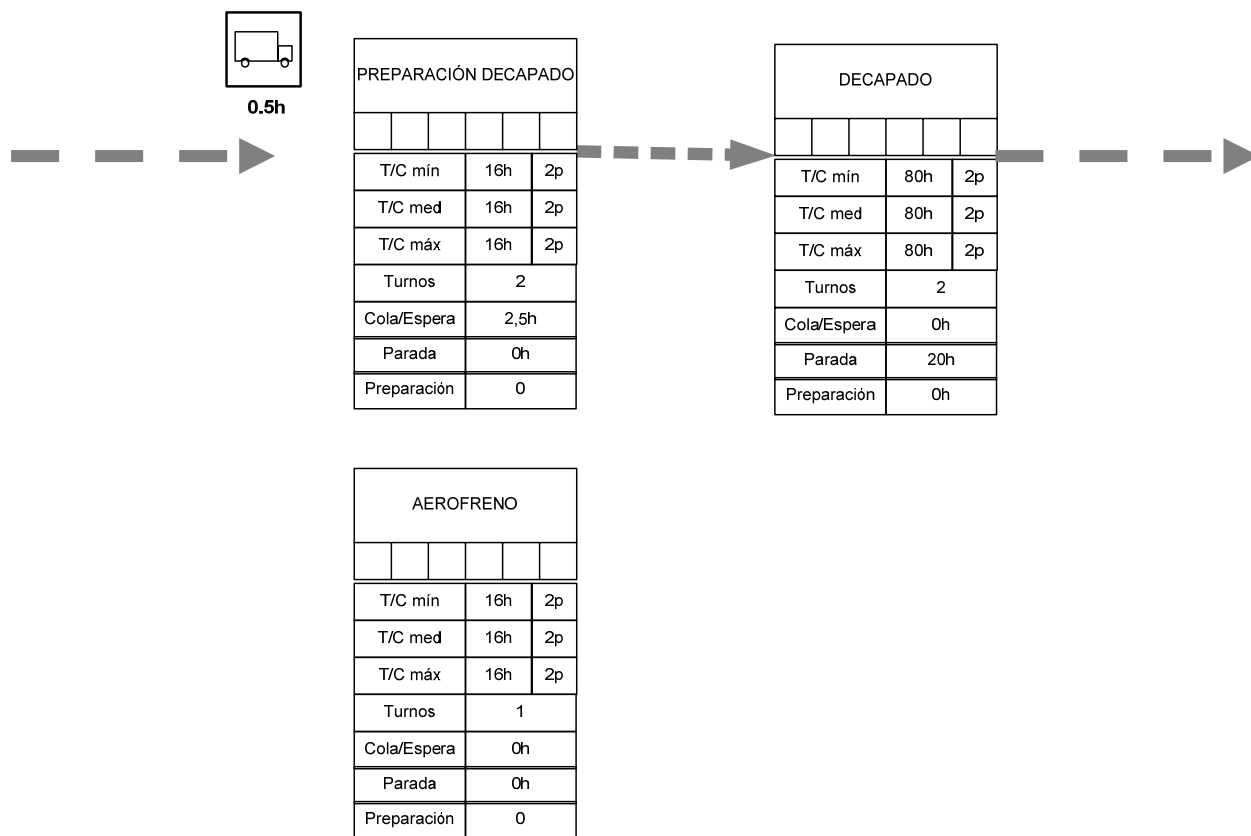 0.5h
PREPARACIÓN DECAPADO
T/C mín 16h 2p
T/C med 16h 2p
T/C máx 16h 2p
Turnos 2
Cola/Espera 2,5h
Parada 0h
Preparación 0
DECAPADO
T/C mín 80h 2p
T/C med 80h 2p
T/C máx 80h 2p
Turnos 2
Cola/Espera 0h
Parada 20h
Preparación 0h
AEROFRENO
T/C mín 16h 2p
T/C med 16h 2p
T/C máx 16h 2p
Turnos 1
Cola/Espera 0h
Parada 0h
Preparación 0